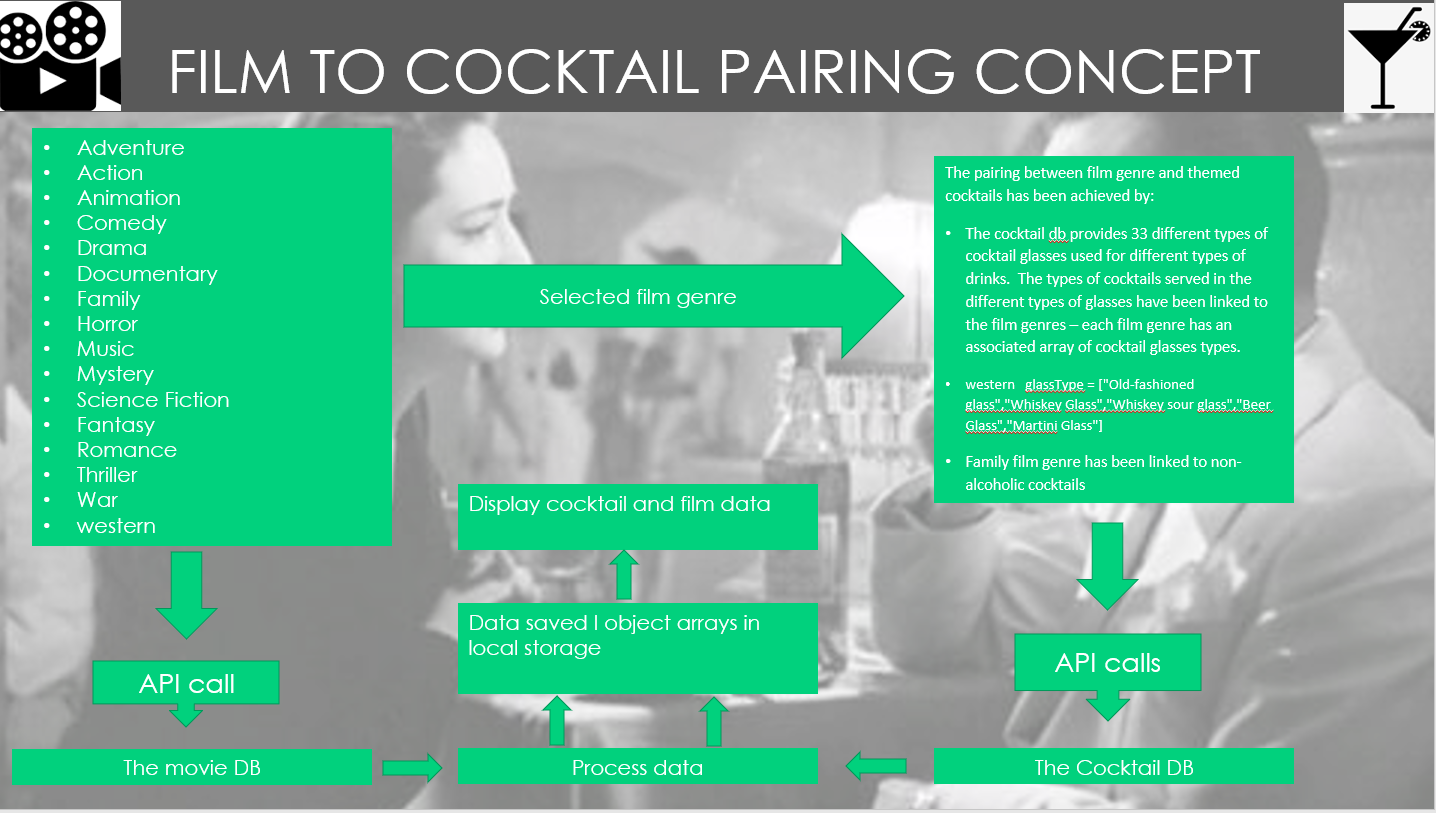 FILM TO COCKTAIL PAIRING CONCEPT
• Adventure
• Action
• Animation
• Comedy
• Drama
• Documentary
• Family
• Horror
• Music
• Mystery
• Science Fiction
• Fantasy
• Romance
• Thriller
• War
• western
Selected film genre
The pairing between film genre and themed
cocktails has been achieved by:
• The cocktail db provides 33 different types of
cocktail glasses used for different types of
drinks.  The types of cocktails served in the
different types of glasses have been linked to
the film genres – each film genre has an
associated array of cocktail glasses types.
• western   glassType = ["Old-fashioned
glass","Whiskey Glass","Whiskey sour glass","Beer
Glass","Martini Glass"]
• Family film genre has been linked to non-
alcoholic cocktails
Display cocktail and film data
Data saved I object arrays in
local storage
API call
API calls
The movie DB
Process data
The Cocktail DB